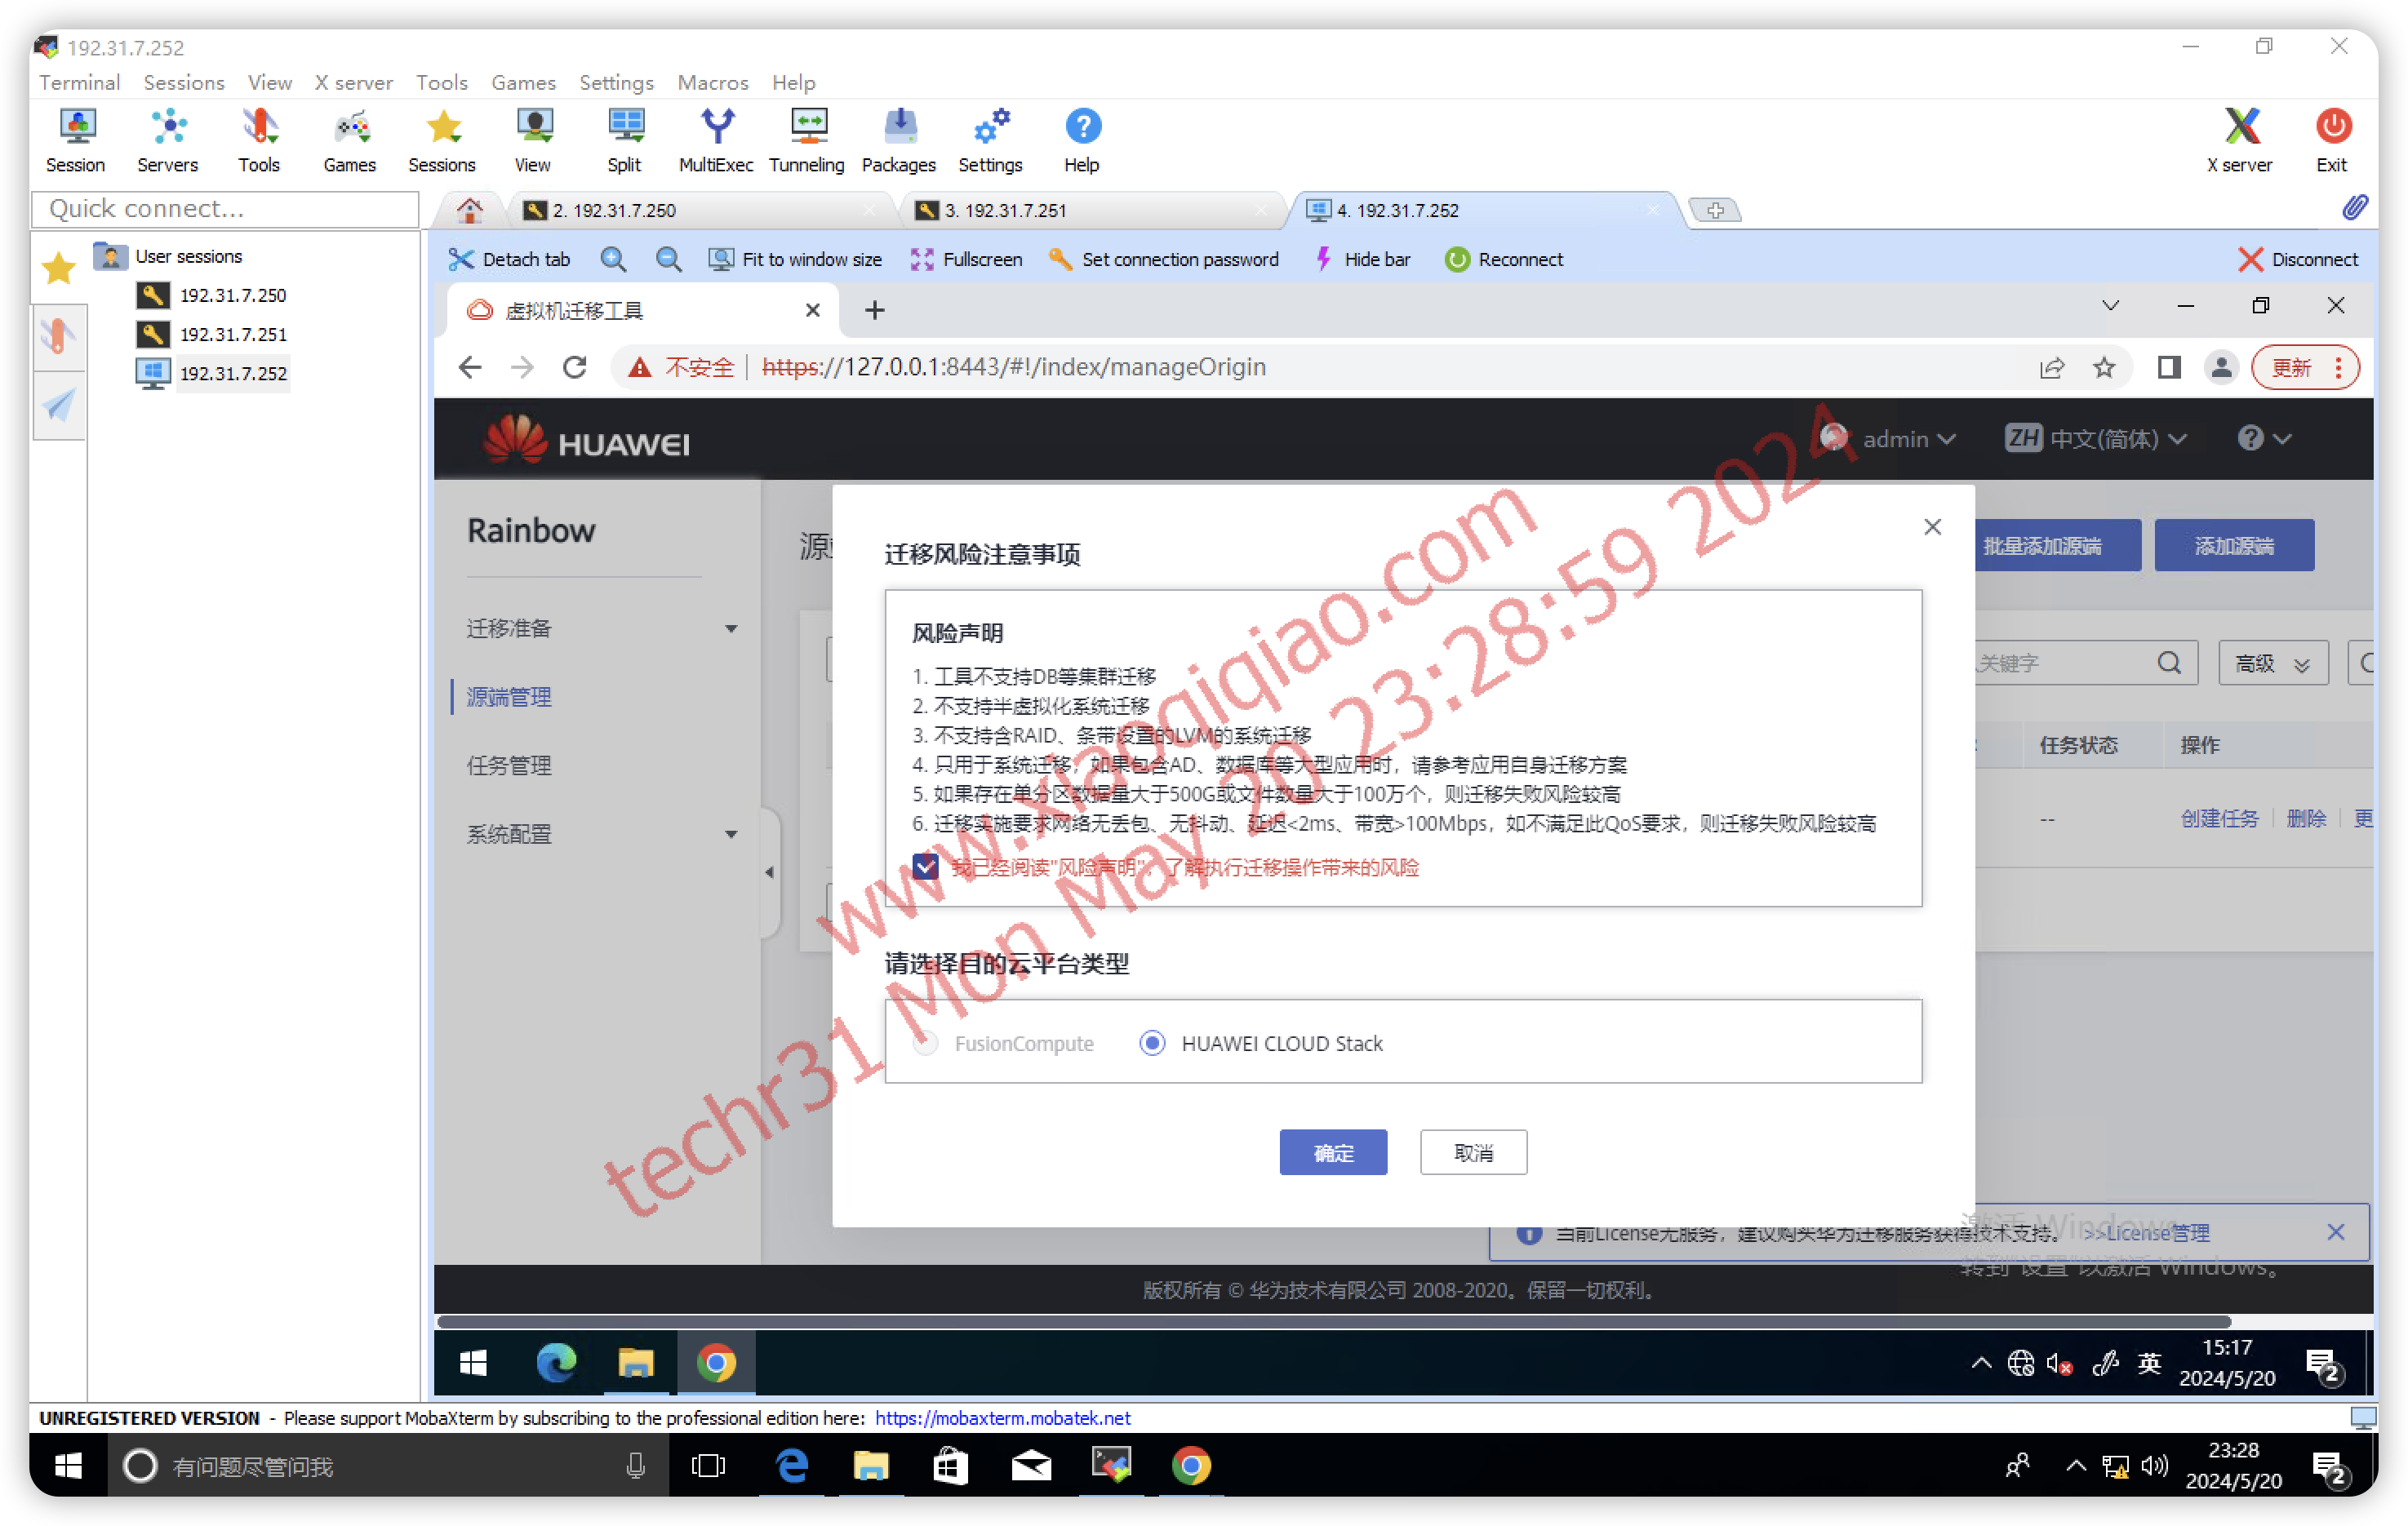 192.31.7.252
Terminal Sessions View X server Tools Games Settings Macros Help
Session Servers Tools Games Sessions View Split MultiExec Tunneling Packages Settings Help X server Exit
Quick connect...
2. 192.31.7.250
3. 192.31.7.251
4. 192.31.7.252
User sessions
192.31.7.250
192.31.7.251
192.31.7.252
Detach tab Fit to window size Fullscreen Set connection password Hide bar Reconnect Disconnect
虚拟机迁移工具
不安全 https://127.0.0.1:8443/#!/index/manageOrigin 更新
HUAWEI
admin ZH 中文(简体)
Rainbow
迁移准备
源端管理
任务管理
系统配置
批量添加源端 添加源端
关键字 高级
任务状态 操作
-- 创建任务 删除 更
迁移风险注意事项
风险声明
1. 工具不支持DB等集群迁移
2. 不支持半虚拟化系统迁移
3. 不支持含RAID、条带设置的LVM的系统迁移
4. 只用于系统迁移，如果包含AD、数据库等大型应用时，请参考应用自身迁移方案
5. 如果存在单分区数据量大于500G或文件数量大于100万个，则迁移失败风险较高
6. 迁移实施要求网络无丢包、无抖动、延迟<2ms、带宽>100Mbps，如不满足此QoS要求，则迁移失败风险较高
我已经阅读"风险声明"，了解执行迁移操作带来的风险
请选择目的云平台类型
FusionCompute HUAWEI CLOUD Stack
确定 取消
当前License无服务，建议购买华为迁移服务获得技术支持。 >>License管理
激活 Windows
转到"设置"以激活 Windows。
版权所有 © 华为技术有限公司 2008-2020。保留一切权利。
www.xiaoqiqiao.com
techr31 Mon May 20 23:28:59 2024
英
15:17
2024/5/20
2
UNREGISTERED VERSION - Please support MobaXterm by subscribing to the professional edition here: https://mobaxterm.mobatek.net
有问题尽管问我
23:28
2024/5/20
2